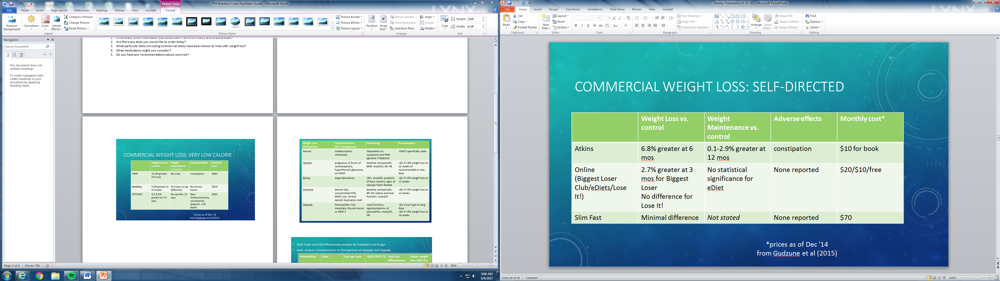 FM Nutrition Cases Facilitator Guide - Microsoft Word
Picture Tools
File Home Insert Page Layout References Mailings Review View Acrobat Format
Remove Background
Corrections
Color
Artistic Effects
Compress Pictures
Change Picture
Reset Picture
Adjust
Picture Styles
Picture Border
Picture Effects
Picture Layout
Position
Wrap Text
Bring Forward
Send Backward
Selection Pane
Align
Group
Rotate
Arrange
Crop
Height: 3.64"
Width: 6.19"
Size
Navigation
Search Document
This document does not
contain headings.
To create navigation tabs,
create headings in your
document by applying
Heading Styles.
1. Is there any other information you would like in terms of history and physical exam?
2. Are there any tests you would like to order today?
3. What particular diets (including commercial diets) have been shown to help with weight loss?
4. What medications might you consider?
5. Do you have any recommendations about exercise?
COMMERCIAL WEIGHT LOSS: VERY LOW CALORIE
Weight loss vs control
Weight maintenance vs control
Adverse effects
Monthly cost*
HMR
13.2% greater at 6 mos
No trials
constipation
$682
Medifast
5.6% greater at 4 months
At 9 mos no sig difference
No serious harms
$424
OPTIFAST
4.2-9.2% greater at 4-5 mos
No sig after 12 mos
Rare cholecystectomy, constipation, alopecia. <1% death
$665
*prices as of Dec '14
from Gudzune et al (2015)
Weight Loss Medications
Contraindication (all in pregnancy)
Monitoring
Re-evaluation
Xenical
malabsorption, cholestasis
Dependent on symptoms and PMH (glucose if diabetic)
-Didn't specifically state
Qsymia
pregnancy (2 forms of contraception), hyperthyroid, glaucoma, on MAOI
baseline and periodic BMP, mood/SI, BP, HR
-d/c if <3% weight loss at 12 weeks of recommended or max dose
Belviq
ergot derivatives
CBC, mood/SI, prolactin (if have reason), signs of valvular heart disease
-d/c if <5% weight loss at 12 weeks
Contrave
Seizure d/o, uncontrolled HTN, MAOI use, chronic opioid, bupropion med
baseline and periodic- BP, HR, kidney and liver function, mood/SI
-d/c if <5% weight loss at 12 weeks
Saxenda
Personal/fam h/o medullary thyroid cancer or MEN 2
renal function, signs/symptoms of pancreatitis, mood/SI, HR
-d/c if can't get to 3mg dose
-d/c if <4% weight loss at 16 weeks
• 2014 meta- and cost-effectiveness analysis by Finkelstein and Kruger
• Note: analysis completed prior to FDA approval of Contrave and Saxenda
Intervention
Dose
Cost per year
QALY (95% CI)
Avg Cost Effectiveness
Mean weight loss (95% CI)
Page: 3 of 6 Words: 700
90%
Obesity Presentation 6-15-16 - Microsoft PowerPoint
File Home Insert Design Transitions Animations Slide Show Review View Acrobat
Paste
Cut
Copy
Format Painter
Clipboard
New Slide
Layout
Reset
Section
Slides
Font
Text Direction
Align Text
Convert to SmartArt
Paragraph
Arrange
Quick Styles
Shape Fill
Shape Outline
Shape Effects
Drawing
Find
Replace
Select
Editing
COMMERCIAL WEIGHT LOSS: SELF-DIRECTED
Weight Loss vs.
control
Weight
Maintenance vs.
control
Adverse effects
Monthly cost*
Atkins
6.8% greater at 6
mos
0.1-2.9% greater at
12 mos
constipation
$10 for book
Online
(Biggest Loser
Club/eDiets/Lose
It!)
2.7% greater at 3
mos for Biggest
Loser
No difference for
Lose It!
No statistical
significance for
eDiet
None reported
$20/$10/free
Slim Fast
Minimal difference
Not stated
None reported
$70
*prices as of Dec '14
from Gudzune et al (2015)
Slide 19 of 41 "Celestial"
120%
9:06 AM
6/8/2017